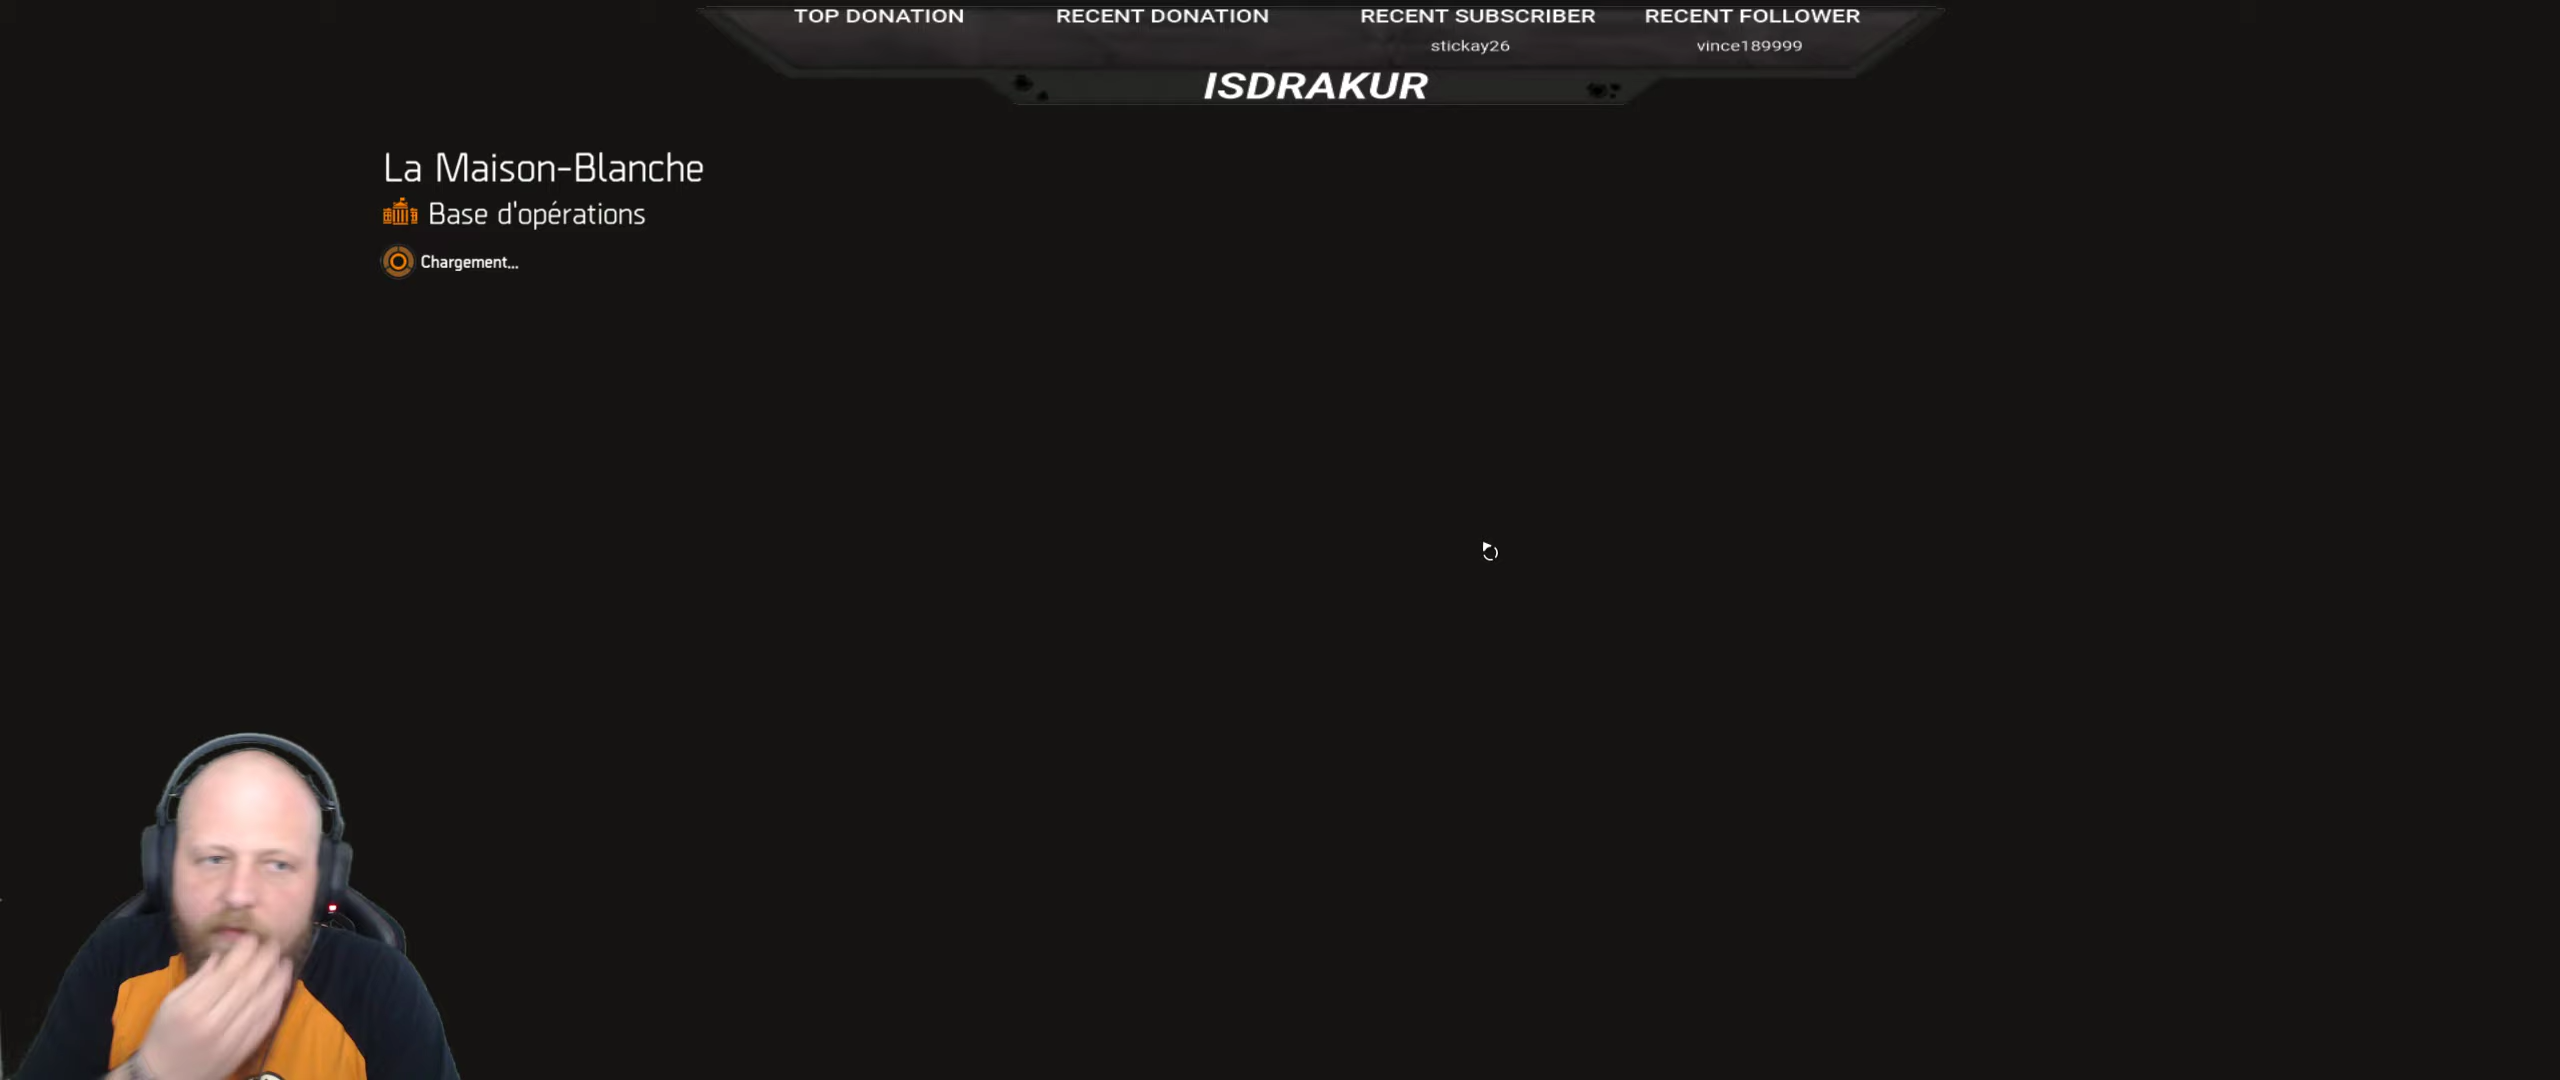 TOP DONATION RECENT DONATION RECENT SUBSCRIBER RECENT FOLLOWER
stickay26 vince189999
ISDRAKUR
La Maison-Blanche
Base d'opérations
Chargement...